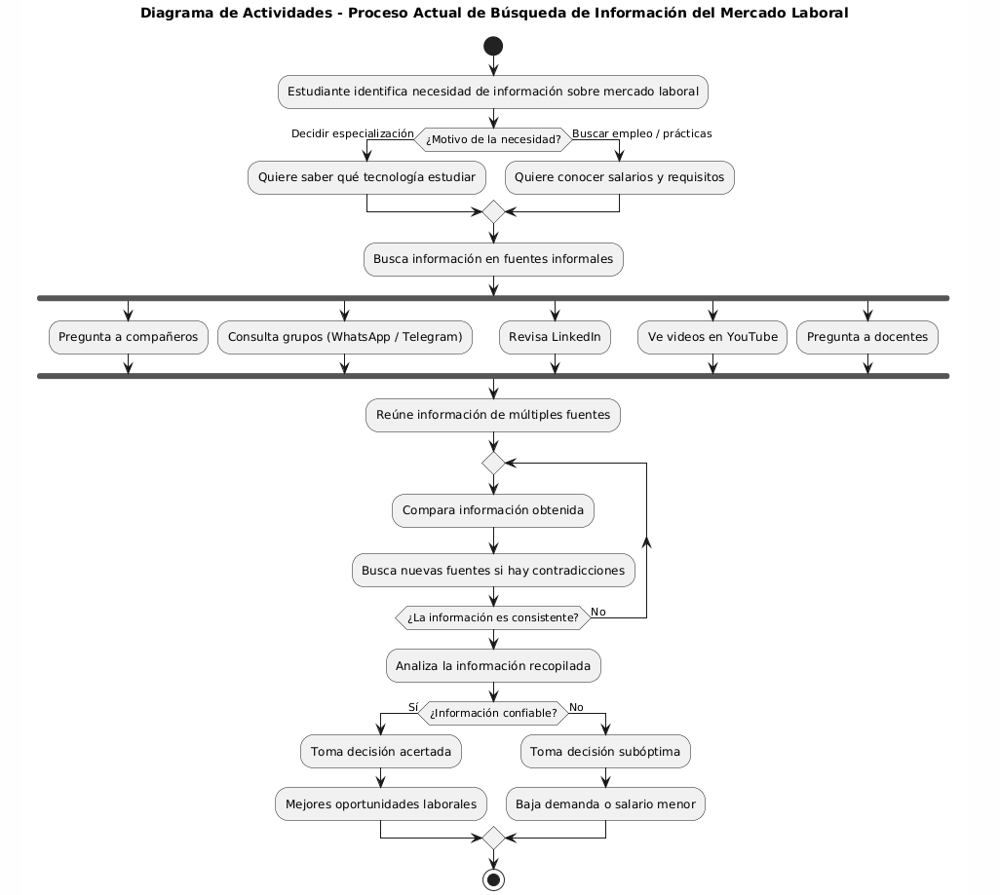 Diagrama de Actividades - Proceso Actual de Búsqueda de Información del Mercado Laboral
Estudiante identifica necesidad de información sobre mercado laboral
Decidir especialización
¿Motivo de la necesidad?
Buscar empleo / prácticas
Quiere saber qué tecnología estudiar
Quiere conocer salarios y requisitos
Busca información en fuentes informales
Pregunta a compañeros
Consulta grupos (WhatsApp / Telegram)
Revisa LinkedIn
Ve videos en YouTube
Pregunta a docentes
Reúne información de múltiples fuentes
Compara información obtenida
Busca nuevas fuentes si hay contradicciones
¿La información es consistente?
No
Analiza la información recopilada
Sí
¿Información confiable?
No
Toma decisión acertada
Toma decisión subóptima
Mejores oportunidades laborales
Baja demanda o salario menor